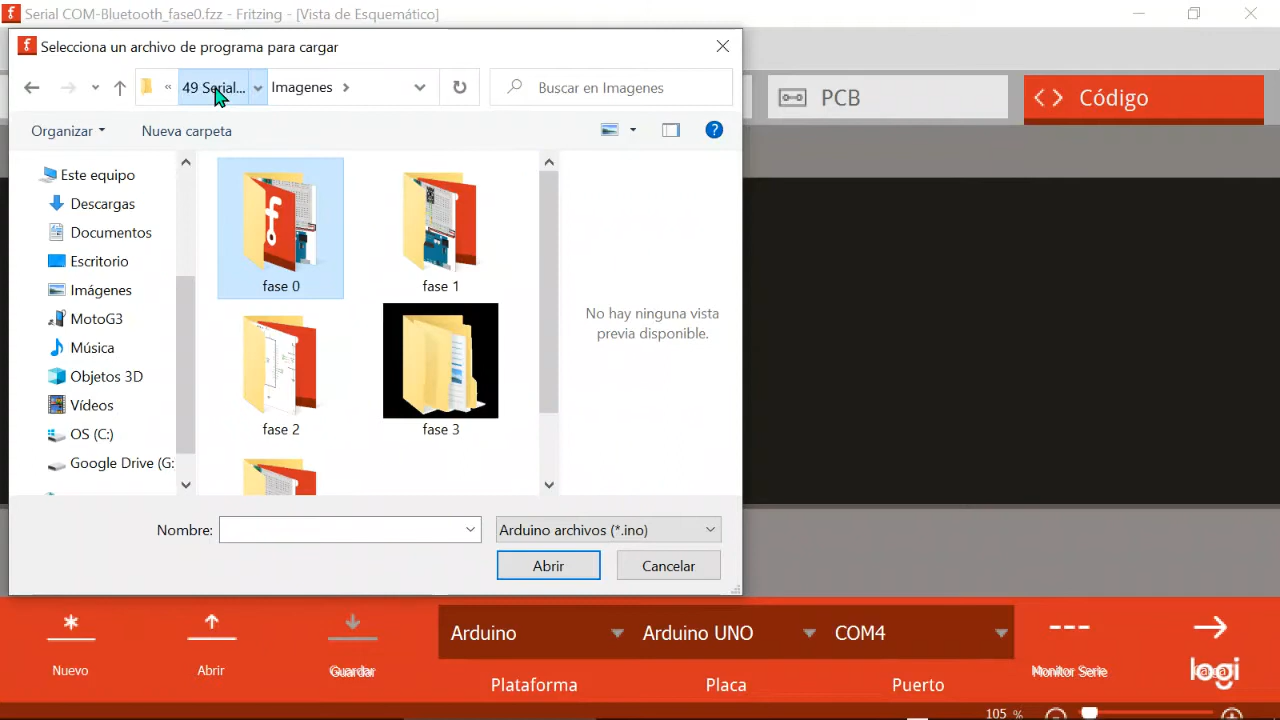 Serial COM-Bluetooth_fase0.fzz - Fritzing - [Vista de Esquemático]
Selecciona un archivo de programa para cargar
« 49 Serial... Imagenes
Buscar en Imagenes
PCB
Código
Organizar
Nueva carpeta
Este equipo
Descargas
Documentos
Escritorio
Imágenes
MotoG3
Música
Objetos 3D
Vídeos
OS (C:)
Google Drive (G:
fase 0
fase 1
fase 2
fase 3
No hay ninguna vista
previa disponible.
Nombre:
Arduino archivos (*.ino)
Abrir
Cancelar
Nuevo
Abrir
Guardar
Arduino
Arduino UNO
COM4
Plataforma
Placa
Puerto
Monitor Serie
logi
105 %